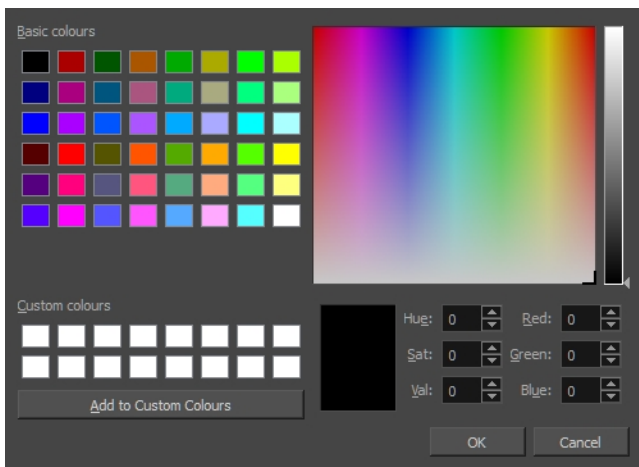 Basic colours
Custom colours
Add to Custom Colours
Hue: 0 Red: 0
Sat: 0 Green: 0
Val: 0 Blue: 0
OK Cancel